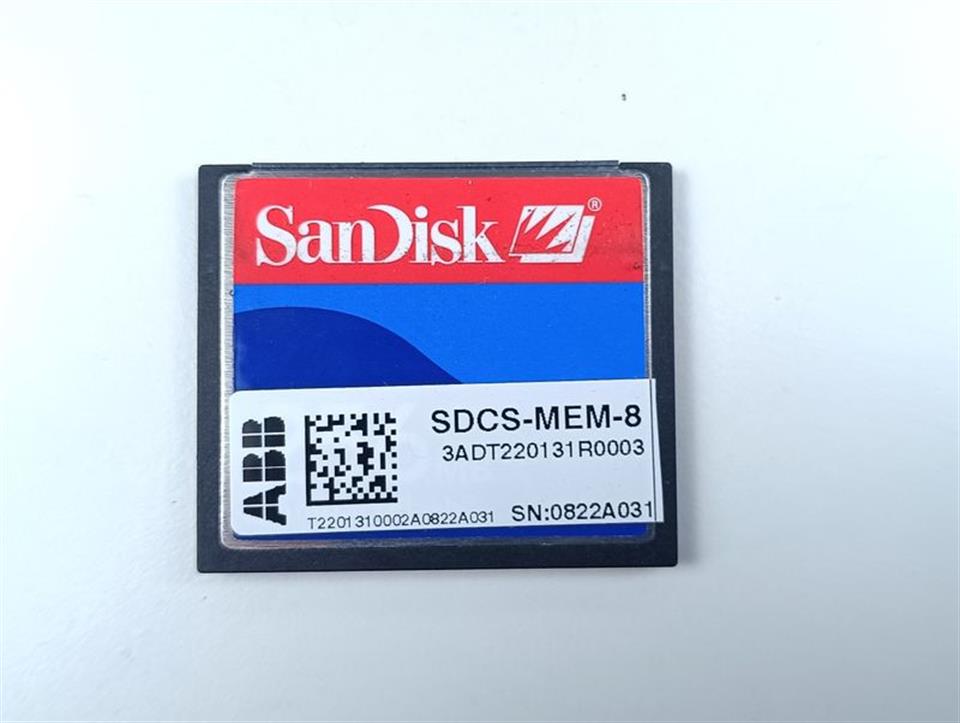 SanDisk ®
ABB
SDCS-MEM-8
3ADT220131R0003
T2201310002A0822A031 SN:0822A031